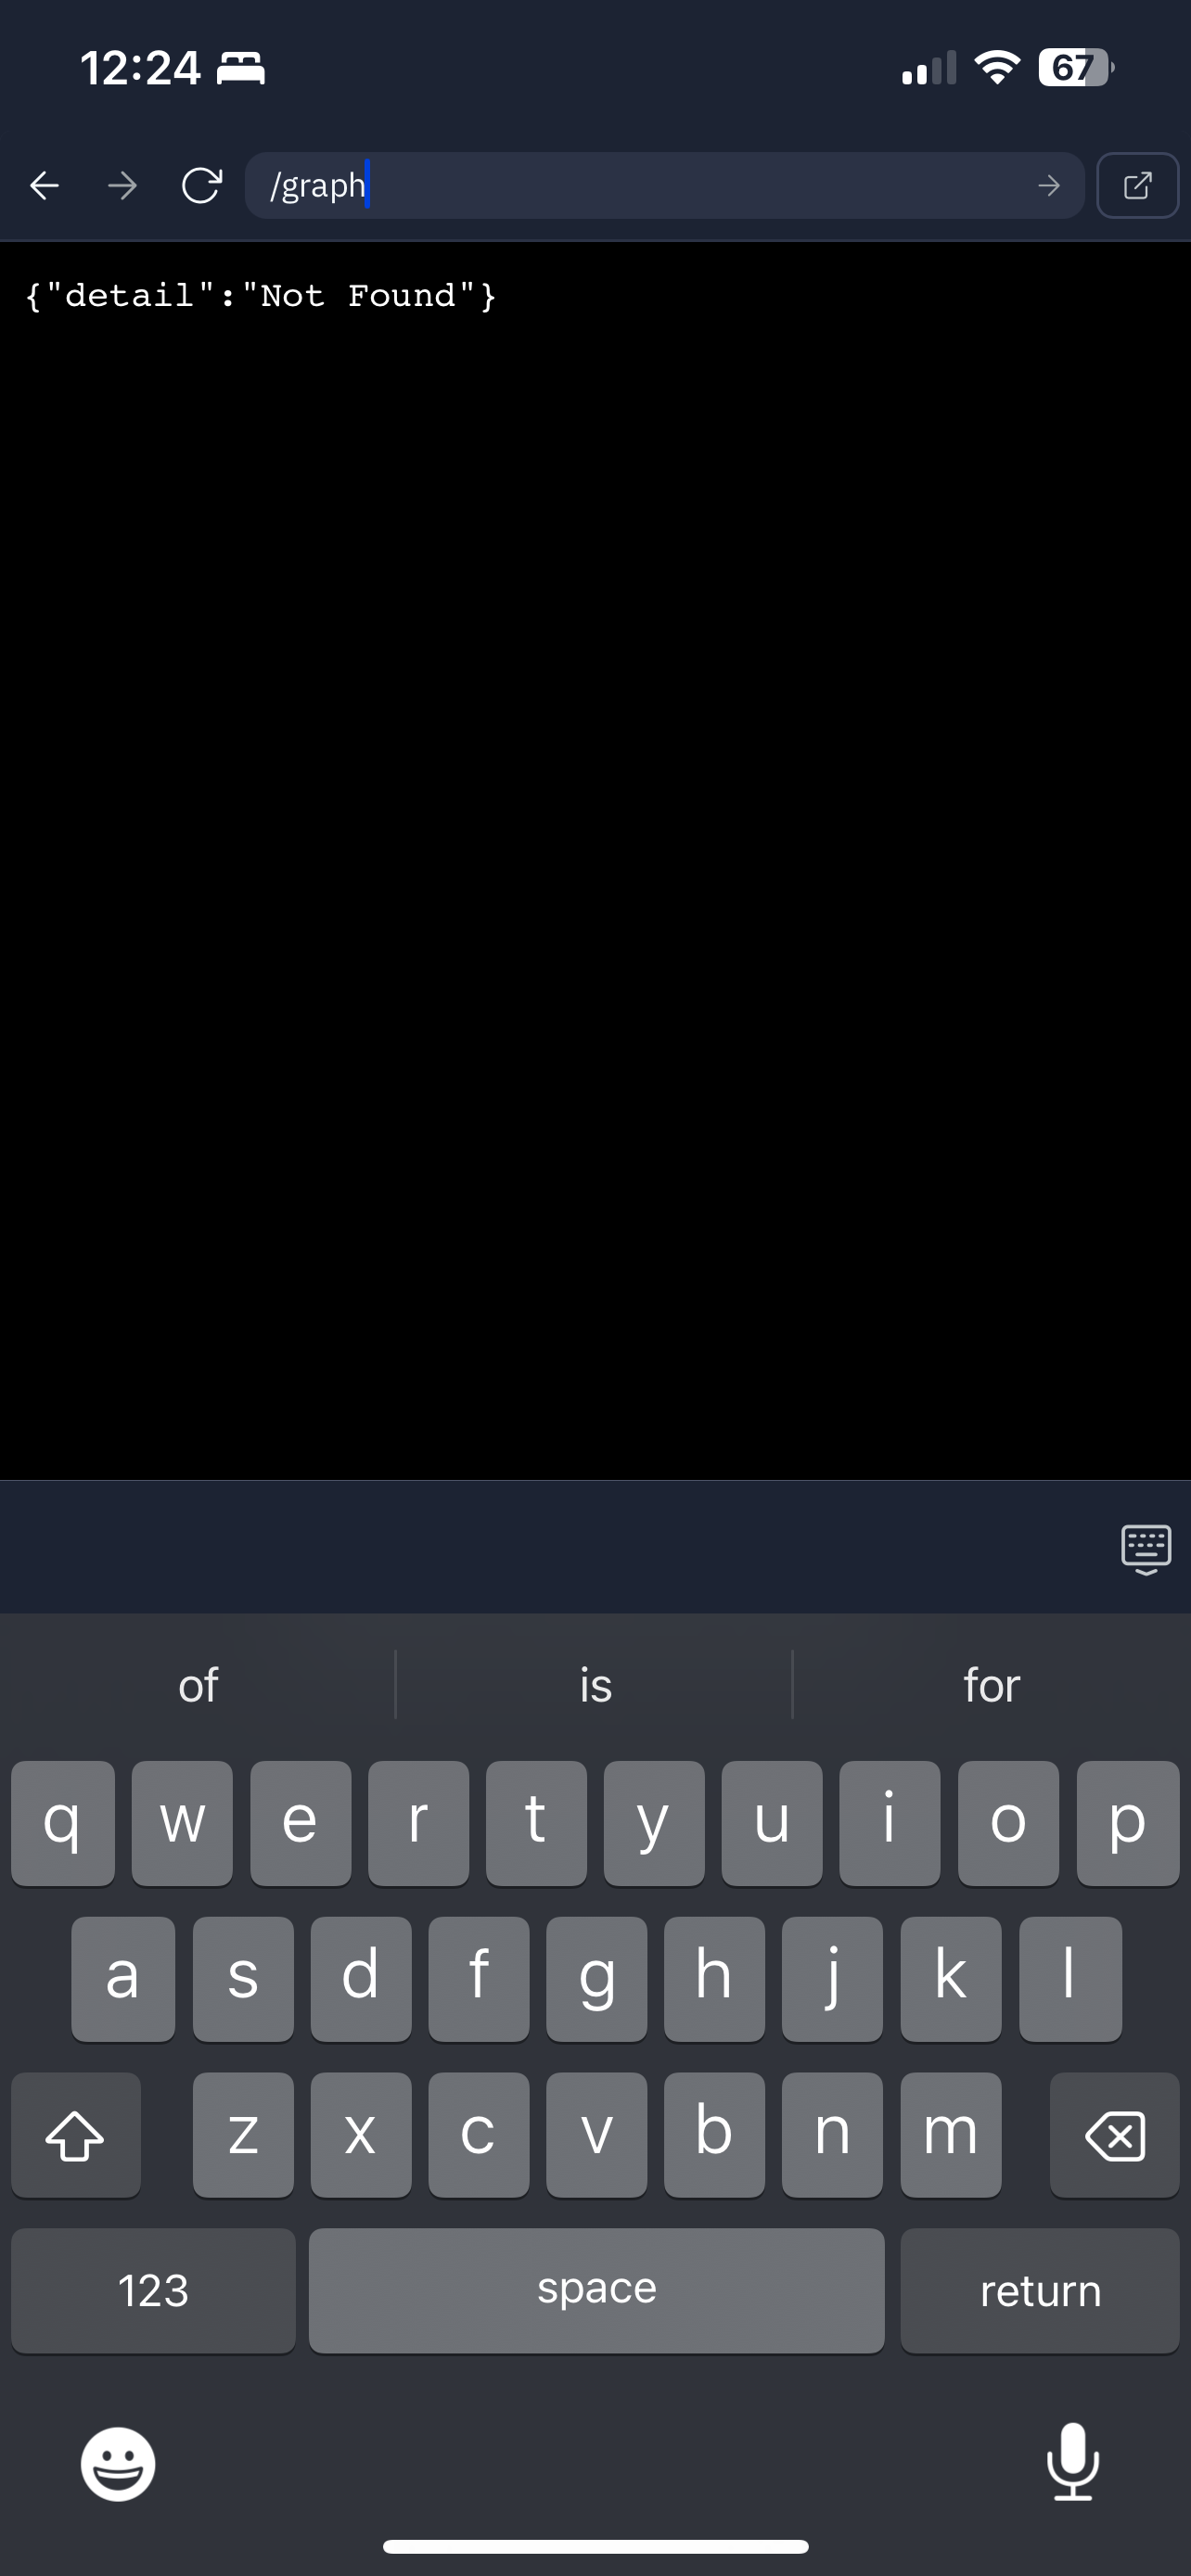 12:24
67
/graph
{"detail":"Not Found"}
of is for
q w e r t y u i o p
a s d f g h j k l
z x c v b n m
123 space return